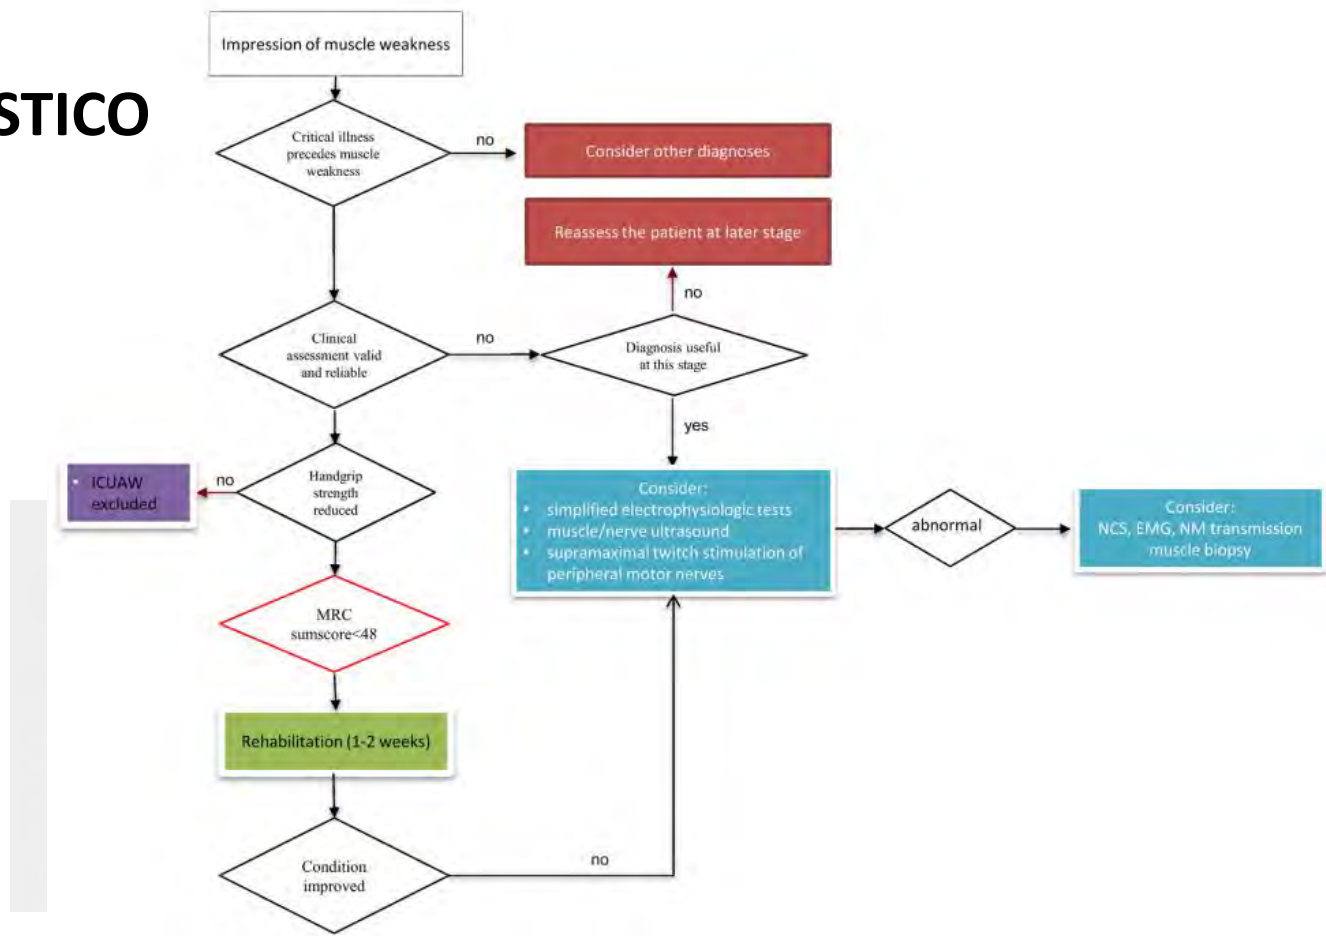 STICO
Impression of muscle weakness
Critical illness
precedes muscle
weakness
no
Consider other diagnoses
Reassess the patient at later stage
no
Clinical
assessment valid
and reliable
no
Diagnosis useful
at this stage
yes
Handgrip
strength
reduced
no
• ICUAW
excluded
Consider:
• simplified electrophysiologic tests
• muscle/nerve ultrasound
• supramaximal twitch stimulation of
peripheral motor nerves
abnormal
Consider:
NCS, EMG, NM transmission
muscle biopsy
MRC
sumscore<48
Rehabilitation (1-2 weeks)
Condition
improved
no